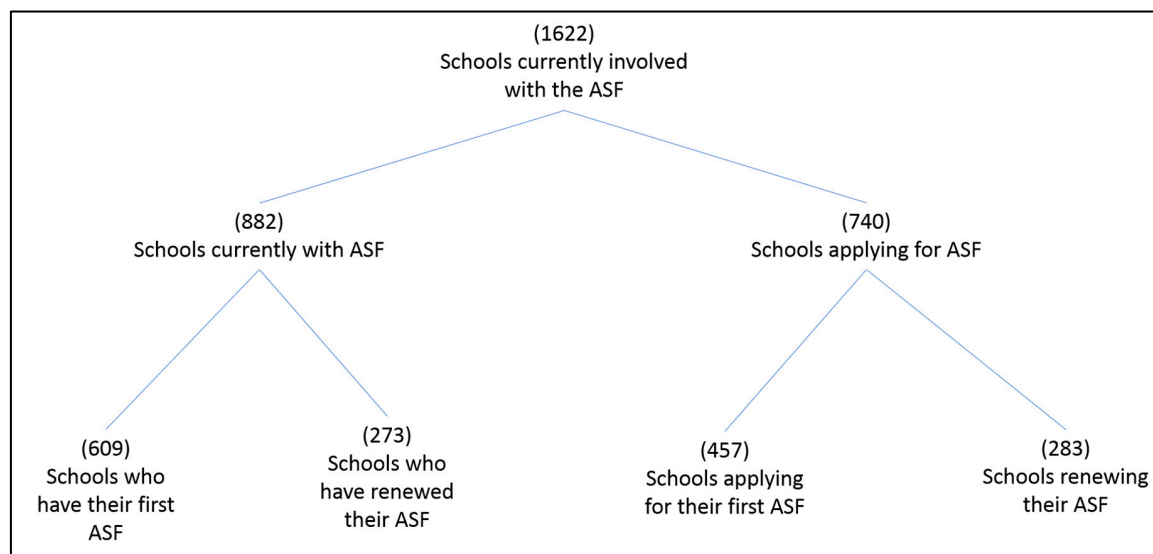 (1622)
Schools currently involved
with the ASF
(882)
Schools currently with ASF
(740)
Schools applying for ASF
(609)
Schools who
have their first
ASF
(273)
Schools who
have renewed
their ASF
(457)
Schools applying
for their first ASF
(283)
Schools renewing
their ASF